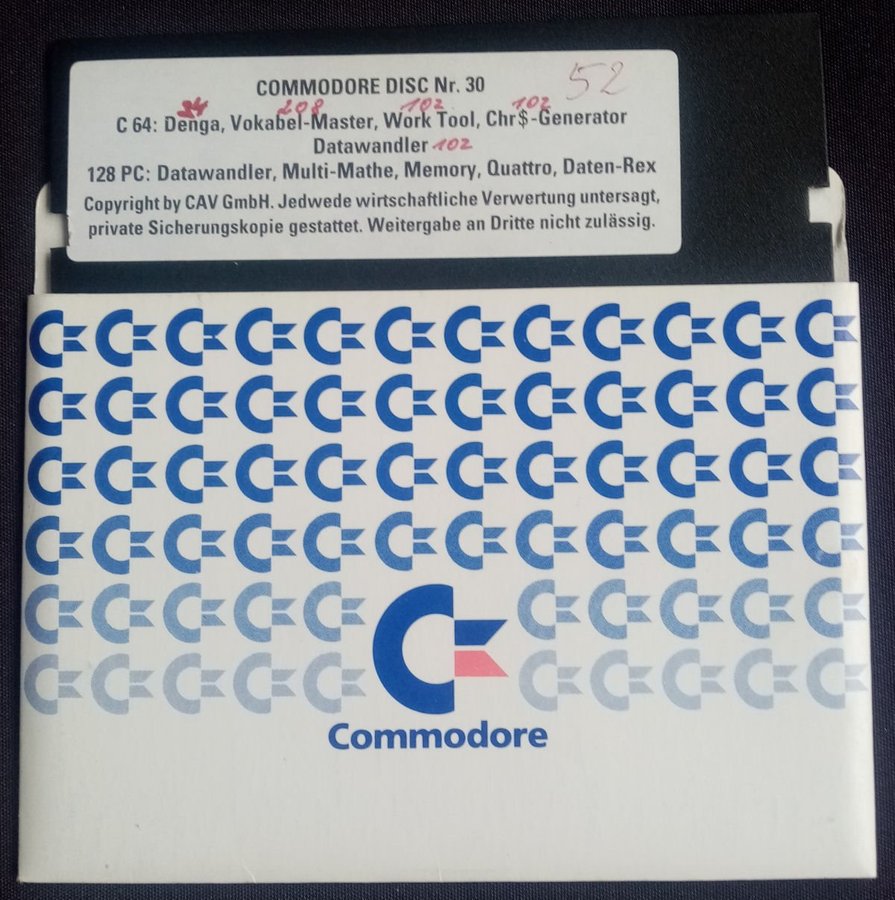 COMMODORE DISC Nr. 30 52
34 208 102 102
C 64: Denga, Vokabel-Master, Work Tool, Chr$-Generator
Datawandler 102
128 PC: Datawandler, Multi-Mathe, Memory, Quattro, Daten-Rex
Copyright by CAV GmbH. Jedwede wirtschaftliche Verwertung untersagt,
private Sicherungskopie gestattet. Weitergabe an Dritte nicht zulässig.
Commodore